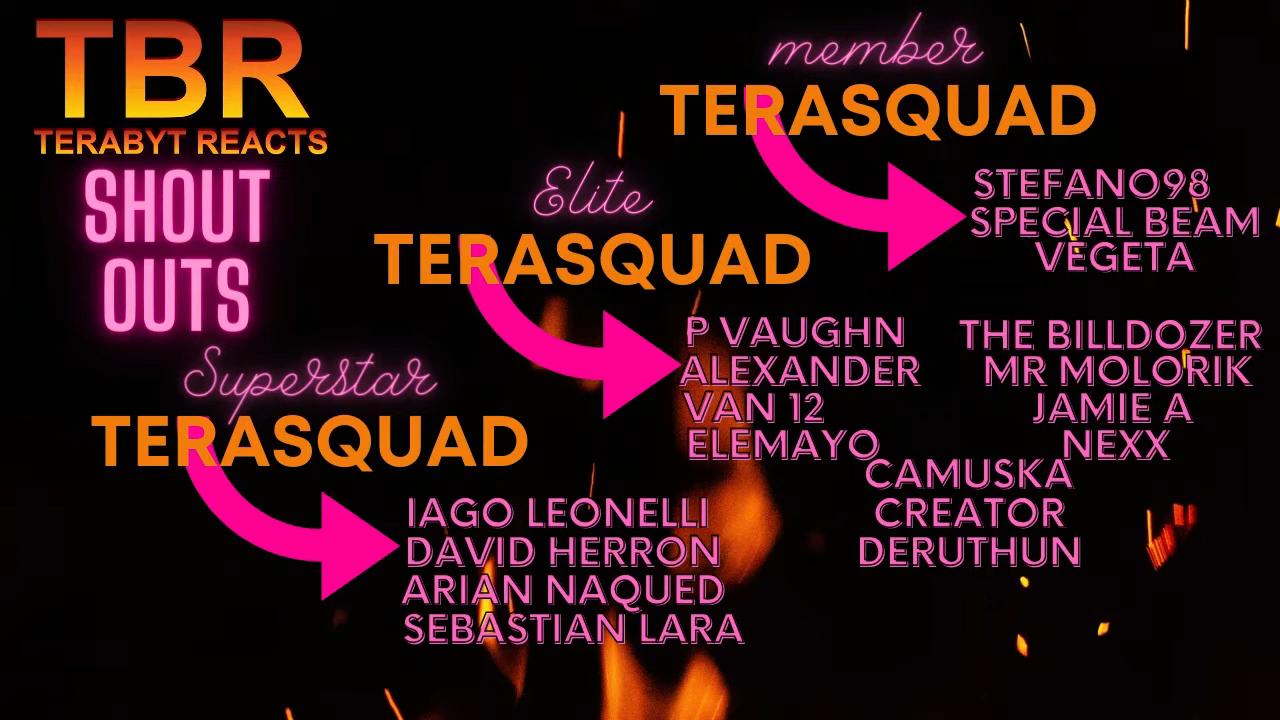 TBR
TERABYT REACTS
SHOUT
OUTS
member
TERASQUAD
STEFANO98
SPECIAL BEAM
VEGETA
Elite
TERASQUAD
P VAUGHN
ALEXANDER
VAN 12
ELEMAYO
THE BILLDOZER
MR MOLORIK
JAMIE A
NEXX
CAMUSKA
CREATOR
DERUTHUN
Superstar
TERASQUAD
IAGO LEONELLI
DAVID HERRON
ARIAN NAQUED
SEBASTIAN LARA